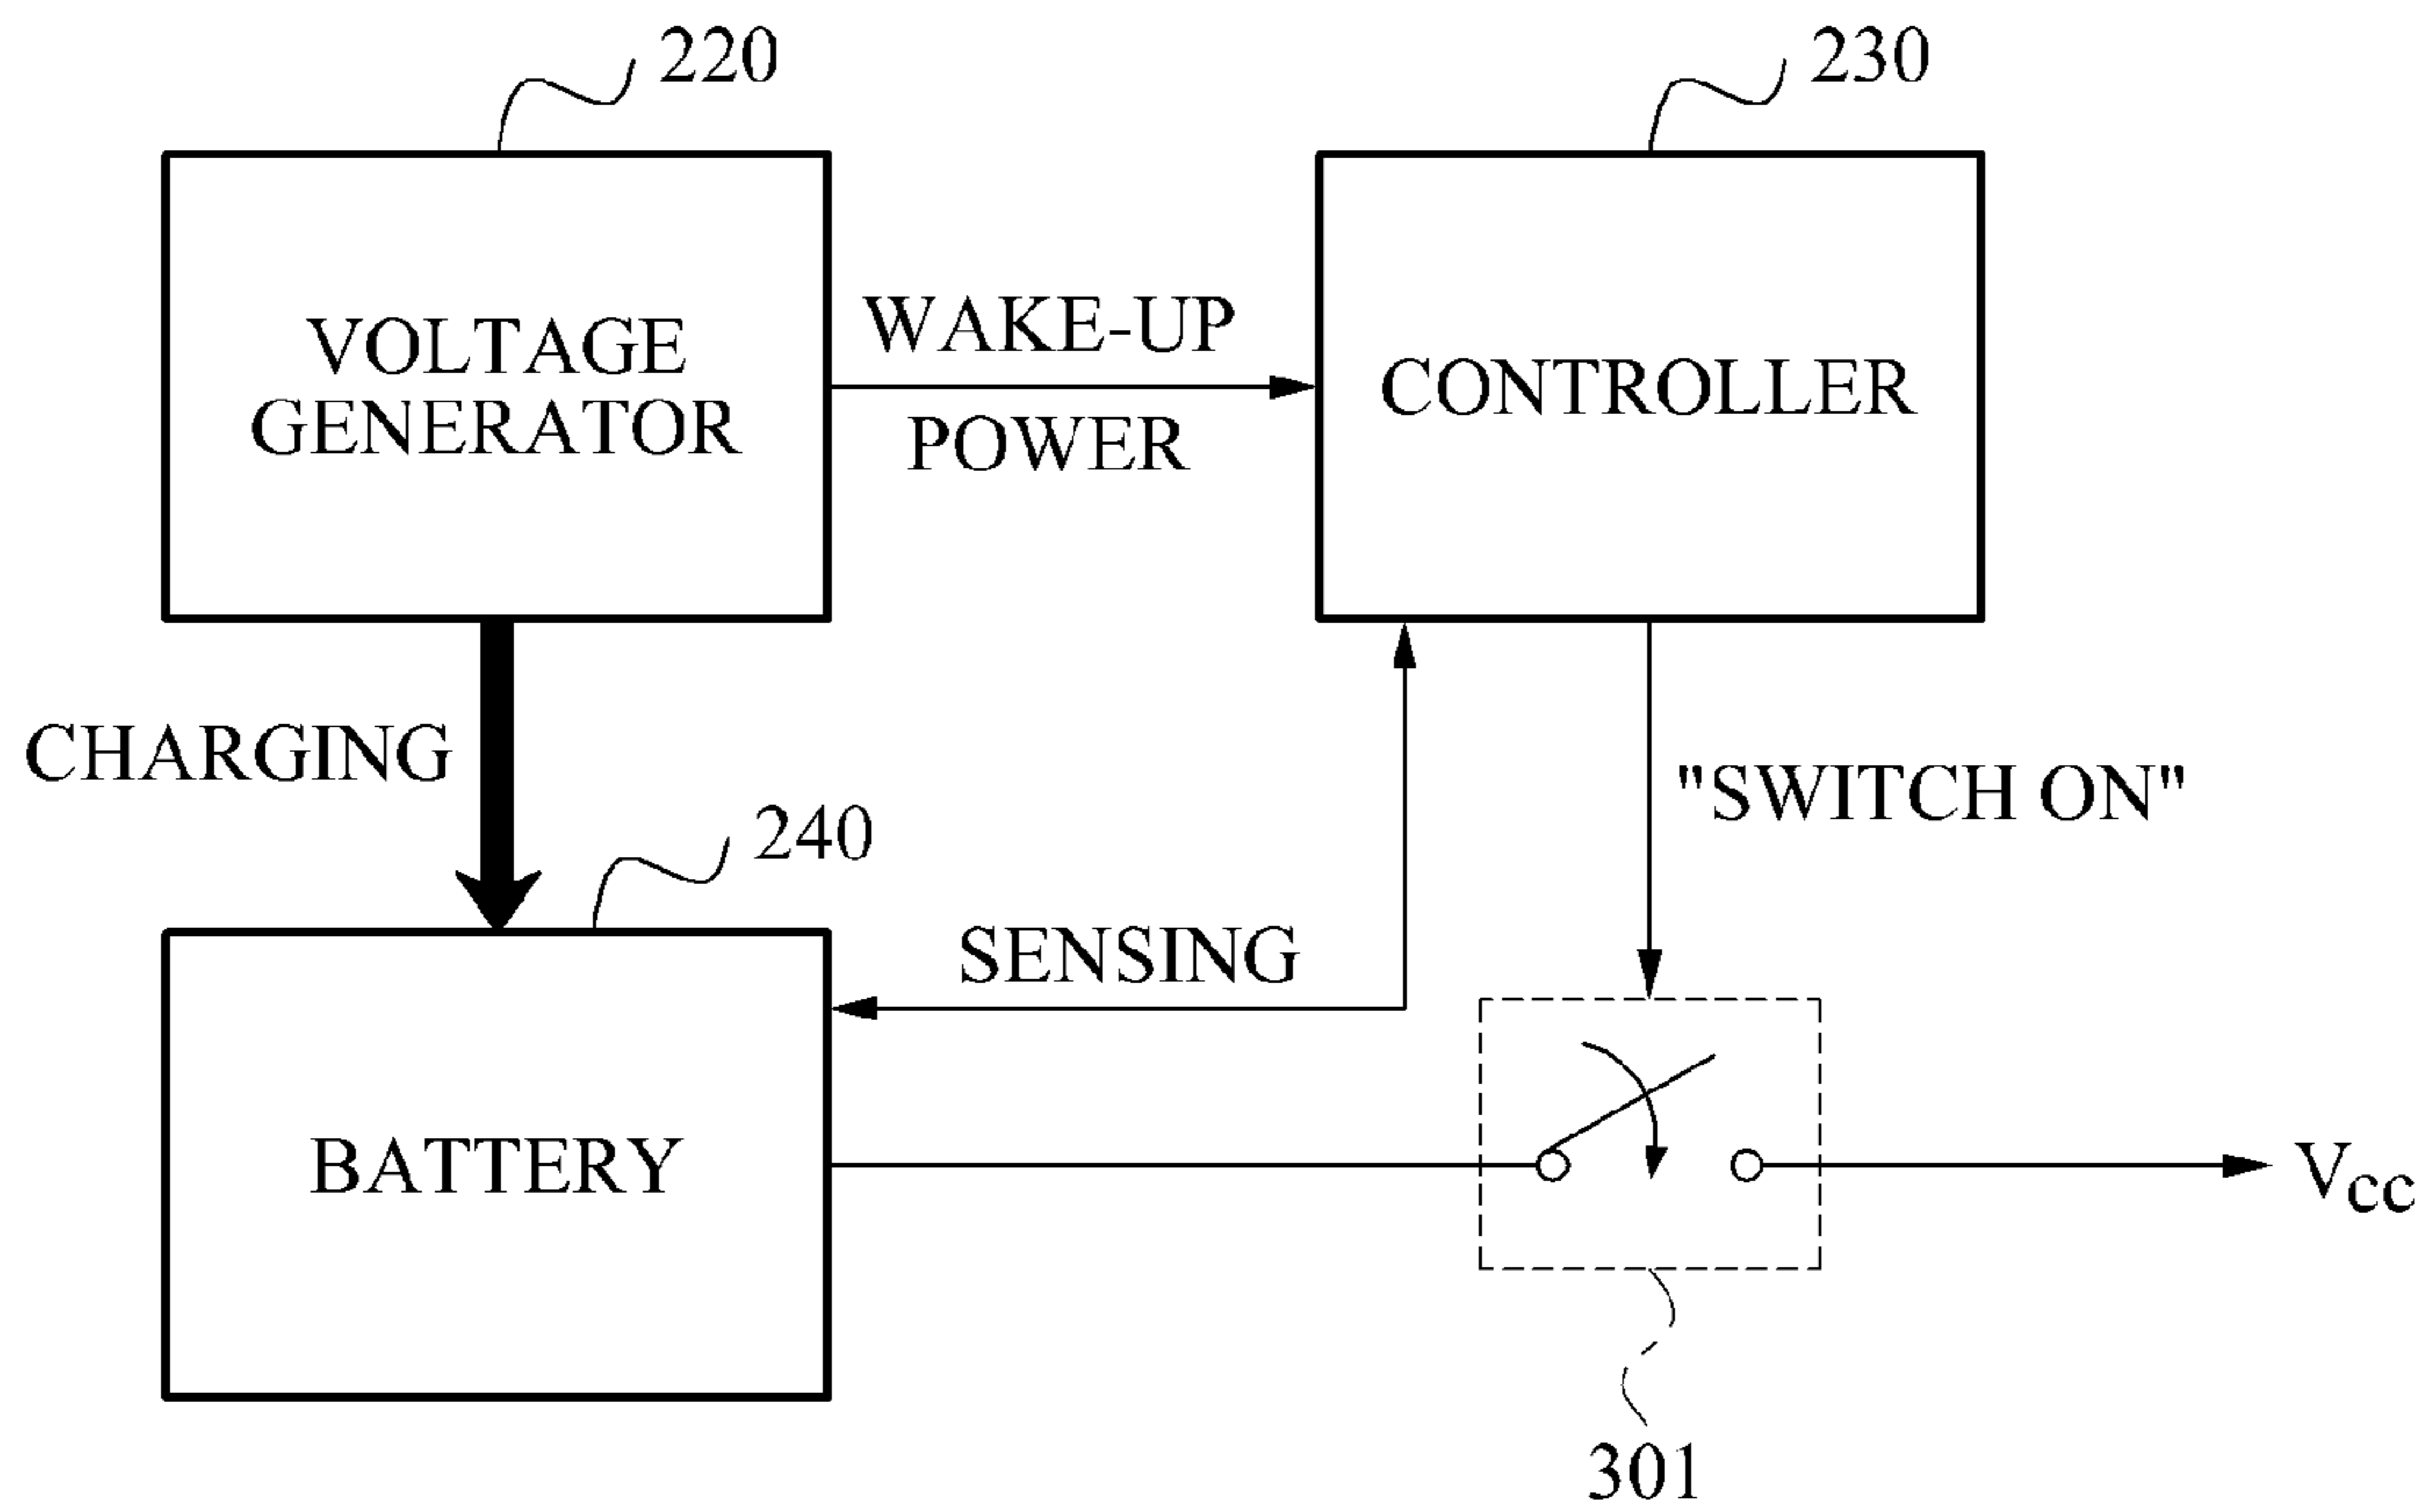 220
230
VOLTAGE
GENERATOR
WAKE-UP
POWER
CONTROLLER
CHARGING
"SWITCH ON"
240
SENSING
BATTERY
Vcc
301